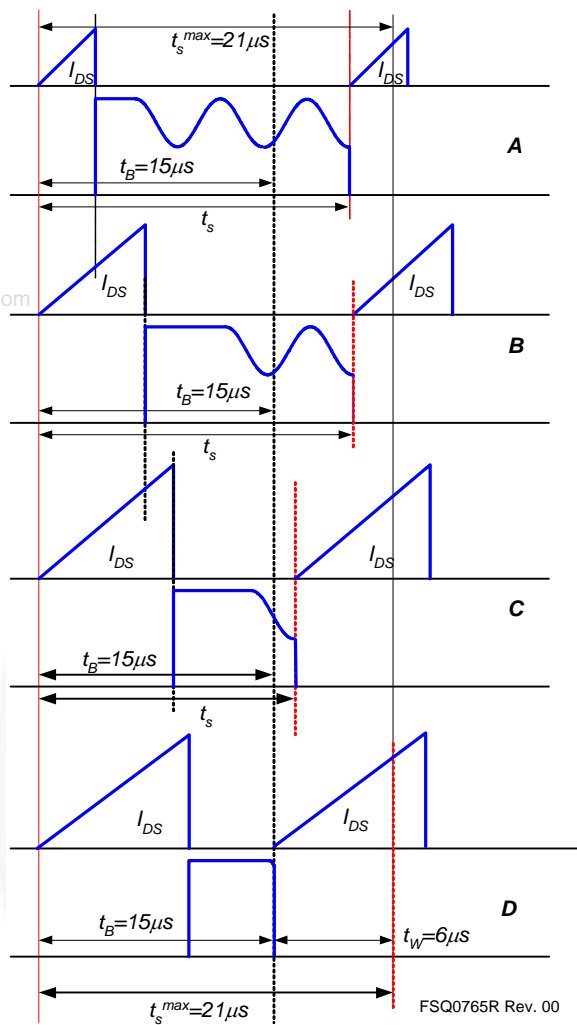 t_s^max=21μs
I_DS
I_DS
A
t_B=15μs
t_s
om
I_DS
I_DS
B
t_B=15μs
t_s
I_DS
I_DS
C
t_B=15μs
t_s
I_DS
I_DS
D
t_B=15μs
t_W=6μs
t_s^max=21μs
FSQ0765R Rev. 00